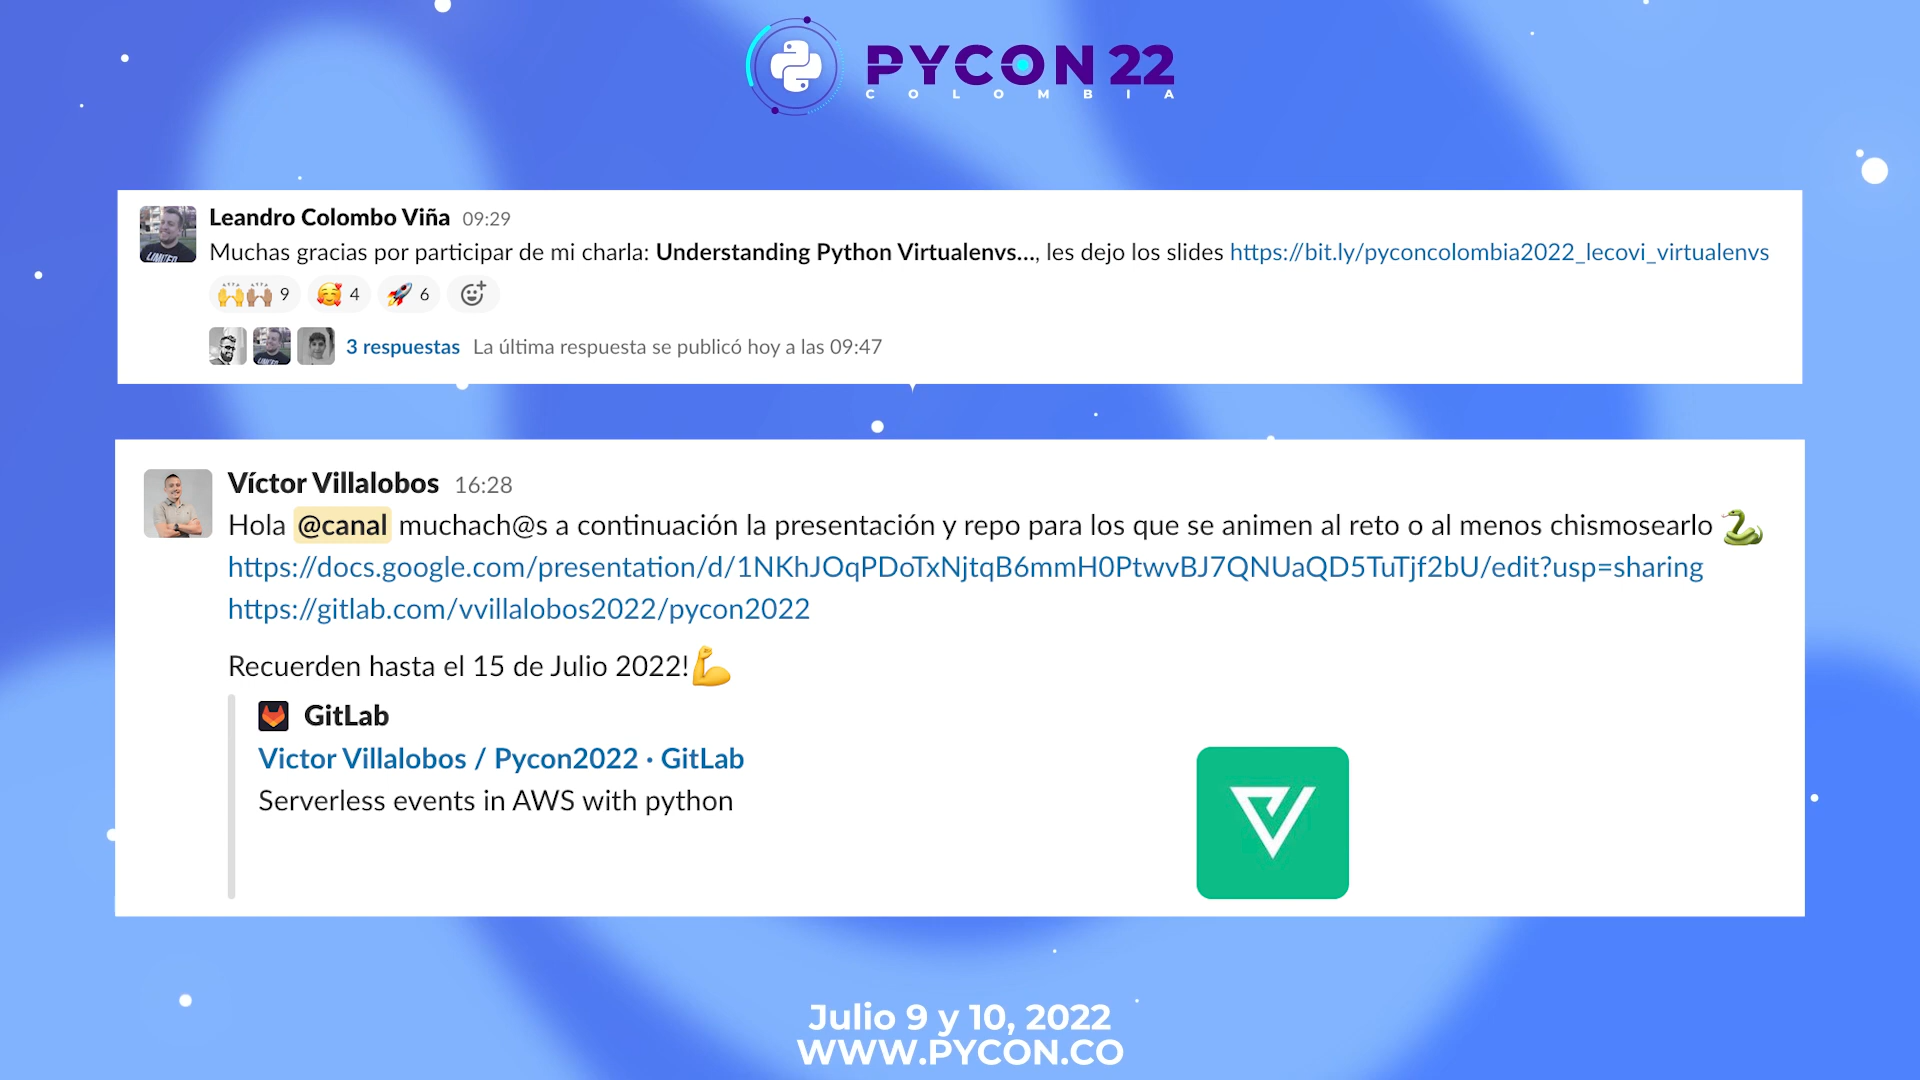 PYCON 22
COLOMBIA
Leandro Colombo Viña 09:29
Muchas gracias por participar de mi charla: Understanding Python Virtualenvs..., les dejo los slides https://bit.ly/pyconcolombia2022_lecovi_virtualenvs
9 4 6
3 respuestas La última respuesta se publicó hoy a las 09:47
Víctor Villalobos 16:28
Hola @canal muchach@s a continuación la presentación y repo para los que se animen al reto o al menos chismosearlo
https://docs.google.com/presentation/d/1NKhJOqPDoTxNjtqB6mmH0PtwvBJ7QNUaQD5TuTjf2bU/edit?usp=sharing
https://gitlab.com/vvillalobos2022/pycon2022
Recuerden hasta el 15 de Julio 2022!
GitLab
Victor Villalobos / Pycon2022 · GitLab
Serverless events in AWS with python
Julio 9 y 10, 2022
WWW.PYCON.CO